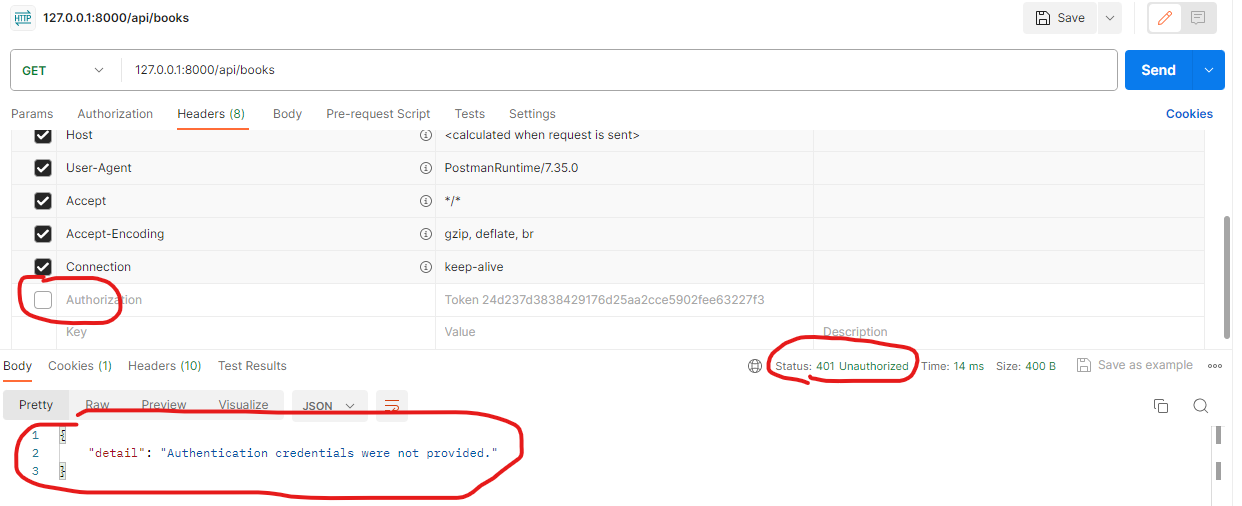 HTTP 127.0.0.1:8000/api/books Save
GET 127.0.0.1:8000/api/books Send
Params Authorization Headers (8) Body Pre-request Script Tests Settings Cookies
Host <calculated when request is sent>
User-Agent PostmanRuntime/7.35.0
Accept */*
Accept-Encoding gzip, deflate, br
Connection keep-alive
Authorization Token 24d237d3838429176d25aa2cce5902fee63227f3
Key Value Description
Body Cookies (1) Headers (10) Test Results Status: 401 Unauthorized Time: 14 ms Size: 400 B Save as example
Pretty Raw Preview Visualize JSON
1 {
2 "detail": "Authentication credentials were not provided."
3 }